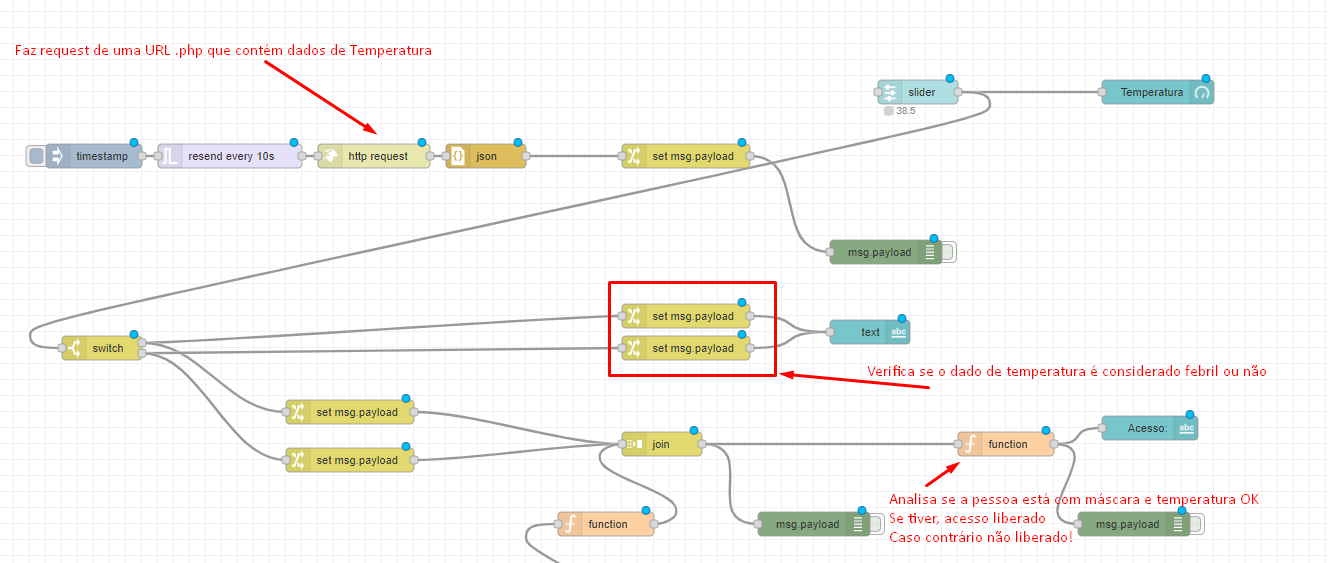 Faz request de uma URL .php que contém dados de Temperatura
slider
Temperatura
38.5
timestamp
resend every 10s
http request
json
set msg.payload
msg.payload
set msg.payload
text
abc
switch
set msg.payload
Verifica se o dado de temperatura é considerado febril ou não
set msg.payload
Acesso:
abc
join
function
set msg.payload
Analisa se a pessoa está com máscara e temperatura OK
Se tiver, acesso liberado
Caso contrário não liberado!
function
msg.payload
msg.payload